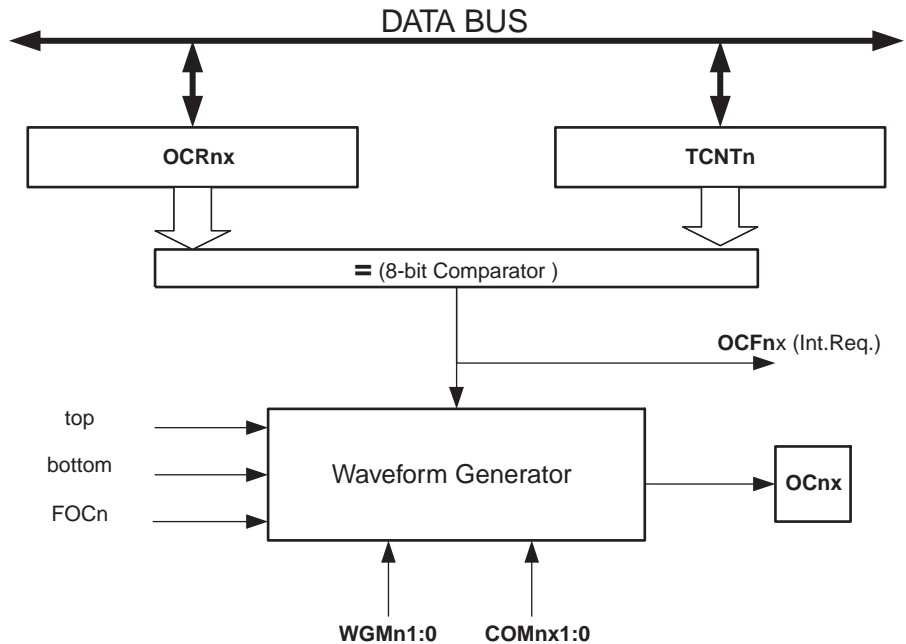 DATA BUS
OCRnx
TCNTn
= (8-bit Comparator )
OCFnx (Int.Req.)
top
bottom
FOCn
Waveform Generator
OCnx
WGMn1:0
COMnx1:0